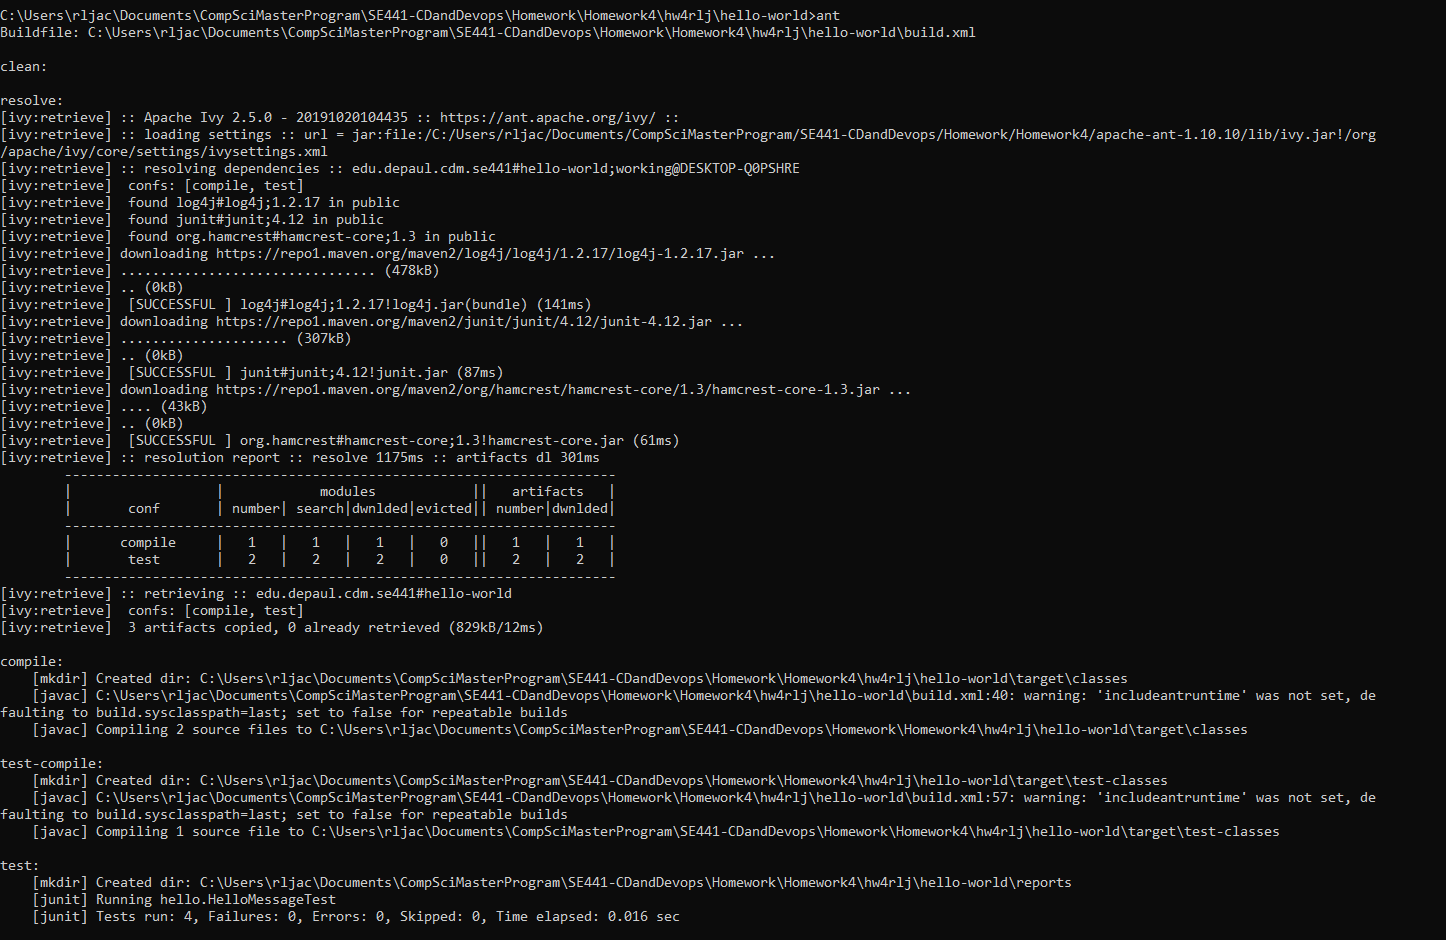 C:\Users\rljac\Documents\CompSciMasterProgram\SE441-CDandDevops\Homework\Homework4\hw4rlj\hello-world>ant
Buildfile: C:\Users\rljac\Documents\CompSciMasterProgram\SE441-CDandDevops\Homework\Homework4\hw4rlj\hello-world\build.xml

clean:

resolve:
[ivy:retrieve] :: Apache Ivy 2.5.0 - 20191020104435 :: https://ant.apache.org/ivy/ ::
[ivy:retrieve] :: loading settings :: url = jar:file:/C:/Users/rljac/Documents/CompSciMasterProgram/SE441-CDandDevops/Homework/Homework4/apache-ant-1.10.10/lib/ivy.jar!/org
/apache/ivy/core/settings/ivysettings.xml
[ivy:retrieve] :: resolving dependencies :: edu.depaul.cdm.se441#hello-world;working@DESKTOP-Q0PSHRE
[ivy:retrieve]  confs: [compile, test]
[ivy:retrieve]  found log4j#log4j;1.2.17 in public
[ivy:retrieve]  found junit#junit;4.12 in public
[ivy:retrieve]  found org.hamcrest#hamcrest-core;1.3 in public
[ivy:retrieve] downloading https://repo1.maven.org/maven2/log4j/log4j/1.2.17/log4j-1.2.17.jar ...
[ivy:retrieve] ................................ (478kB)
[ivy:retrieve] .. (0kB)
[ivy:retrieve]  [SUCCESSFUL ] log4j#log4j;1.2.17!log4j.jar(bundle) (141ms)
[ivy:retrieve] downloading https://repo1.maven.org/maven2/junit/junit/4.12/junit-4.12.jar ...
[ivy:retrieve] ..................... (307kB)
[ivy:retrieve] .. (0kB)
[ivy:retrieve]  [SUCCESSFUL ] junit#junit;4.12!junit.jar (87ms)
[ivy:retrieve] downloading https://repo1.maven.org/maven2/org/hamcrest/hamcrest-core/1.3/hamcrest-core-1.3.jar ...
[ivy:retrieve] .... (43kB)
[ivy:retrieve] .. (0kB)
[ivy:retrieve]  [SUCCESSFUL ] org.hamcrest#hamcrest-core;1.3!hamcrest-core.jar (61ms)
[ivy:retrieve] :: resolution report :: resolve 1175ms :: artifacts dl 301ms
        ---------------------------------------------------------------------
        |                  |            modules            ||   artifacts   |
        |       conf       | number| search|dwnlded|evicted|| number|dwnlded|
        ---------------------------------------------------------------------
        |      compile     |   1   |   1   |   1   |   0   ||   1   |   1   |
        |       test       |   2   |   2   |   2   |   0   ||   2   |   2   |
        ---------------------------------------------------------------------
[ivy:retrieve] :: retrieving :: edu.depaul.cdm.se441#hello-world
[ivy:retrieve]  confs: [compile, test]
[ivy:retrieve]  3 artifacts copied, 0 already retrieved (829kB/12ms)

compile:
    [mkdir] Created dir: C:\Users\rljac\Documents\CompSciMasterProgram\SE441-CDandDevops\Homework\Homework4\hw4rlj\hello-world\target\classes
    [javac] C:\Users\rljac\Documents\CompSciMasterProgram\SE441-CDandDevops\Homework\Homework4\hw4rlj\hello-world\build.xml:40: warning: 'includeantruntime' was not set, de
faulting to build.sysclasspath=last; set to false for repeatable builds
    [javac] Compiling 2 source files to C:\Users\rljac\Documents\CompSciMasterProgram\SE441-CDandDevops\Homework\Homework4\hw4rlj\hello-world\target\classes

test-compile:
    [mkdir] Created dir: C:\Users\rljac\Documents\CompSciMasterProgram\SE441-CDandDevops\Homework\Homework4\hw4rlj\hello-world\target\test-classes
    [javac] C:\Users\rljac\Documents\CompSciMasterProgram\SE441-CDandDevops\Homework\Homework4\hw4rlj\hello-world\build.xml:57: warning: 'includeantruntime' was not set, de
faulting to build.sysclasspath=last; set to false for repeatable builds
    [javac] Compiling 1 source file to C:\Users\rljac\Documents\CompSciMasterProgram\SE441-CDandDevops\Homework\Homework4\hw4rlj\hello-world\target\test-classes

test:
    [mkdir] Created dir: C:\Users\rljac\Documents\CompSciMasterProgram\SE441-CDandDevops\Homework\Homework4\hw4rlj\hello-world\reports
    [junit] Running hello.HelloMessageTest
    [junit] Tests run: 4, Failures: 0, Errors: 0, Skipped: 0, Time elapsed: 0.016 sec